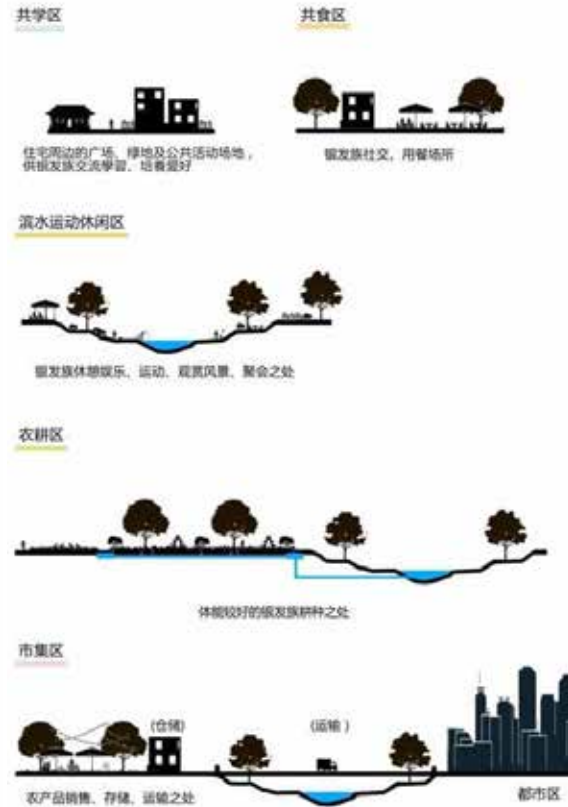 共学区
共食区
住宅周边的广场、绿地及公共活动场地，
供银发族交流學習、培養爱好
银发族社交，用餐场所
滨水运动休闲区
银发族休憩娱乐、运动、观赏风景、聚会之处
农耕区
体能较好的银发族耕种之处
市集区
(仓储)
(运输)
农产品销售、存储、运输之处
都市区